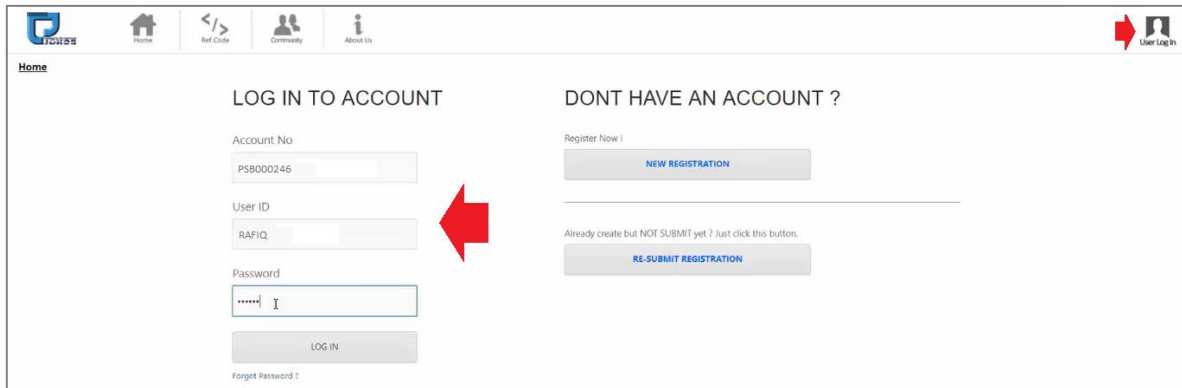 Home
Ref.Code
Community
About Us
User Log In
Home
LOG IN TO ACCOUNT
Account No
PSB000246
User ID
RAFIQ
Password
••••••
LOG IN
Forgot Password ?
DONT HAVE AN ACCOUNT ?
Register Now !
NEW REGISTRATION
Already create but NOT SUBMIT yet ? Just click this button.
RE-SUBMIT REGISTRATION